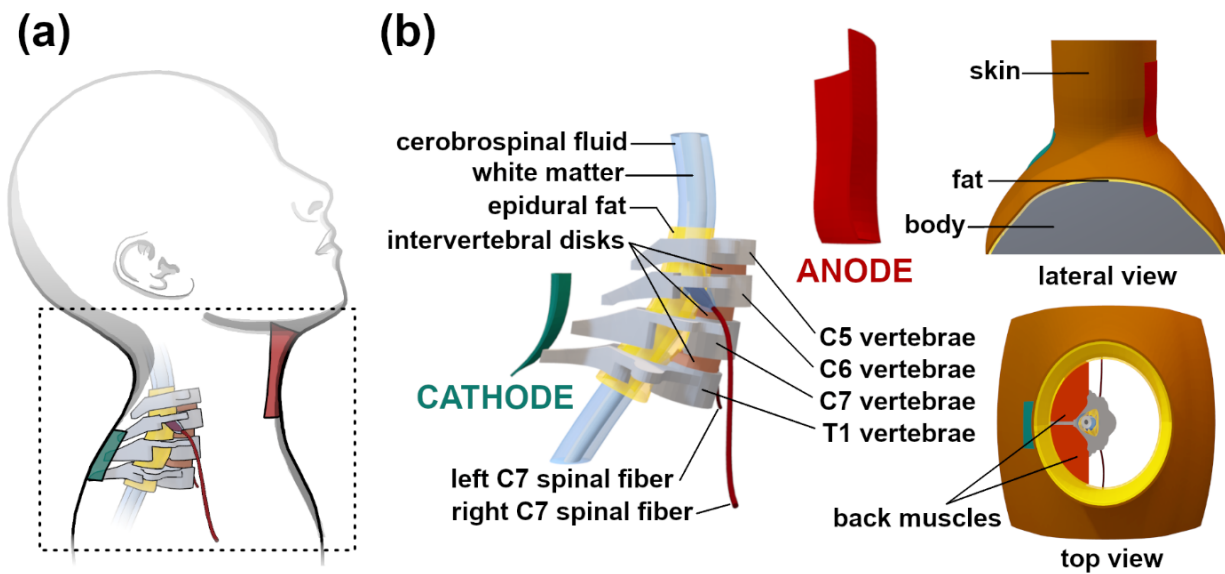 (a)
(b)
cerobrospinal fluid
white matter
epidural fat
intervertebral disks
CATHODE
ANODE
C5 vertebrae
C6 vertebrae
C7 vertebrae
T1 vertebrae
left C7 spinal fiber
right C7 spinal fiber
skin
fat
body
lateral view
back muscles
top view